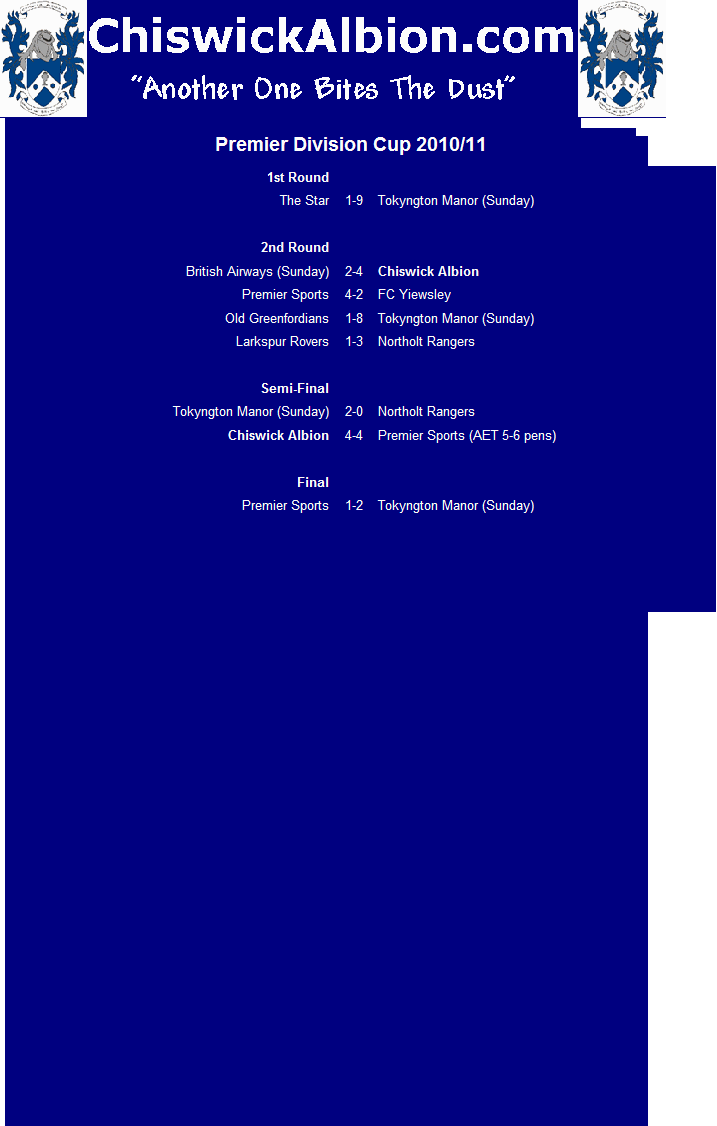 ChiswickAlbion.com
"Another One Bites The Dust"
Premier Division Cup 2010/11
1st Round
The Star 1-9 Tokyngton Manor (Sunday)
2nd Round
British Airways (Sunday) 2-4 Chiswick Albion
Premier Sports 4-2 FC Yiewsley
Old Greenfordians 1-8 Tokyngton Manor (Sunday)
Larkspur Rovers 1-3 Northolt Rangers
Semi-Final
Tokyngton Manor (Sunday) 2-0 Northolt Rangers
Chiswick Albion 4-4 Premier Sports (AET 5-6 pens)
Final
Premier Sports 1-2 Tokyngton Manor (Sunday)